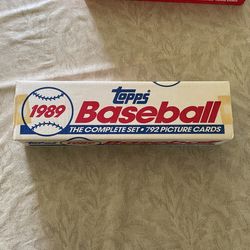 topps
1989
Baseball
THE COMPLETE SET • 792 PICTURE CARDS